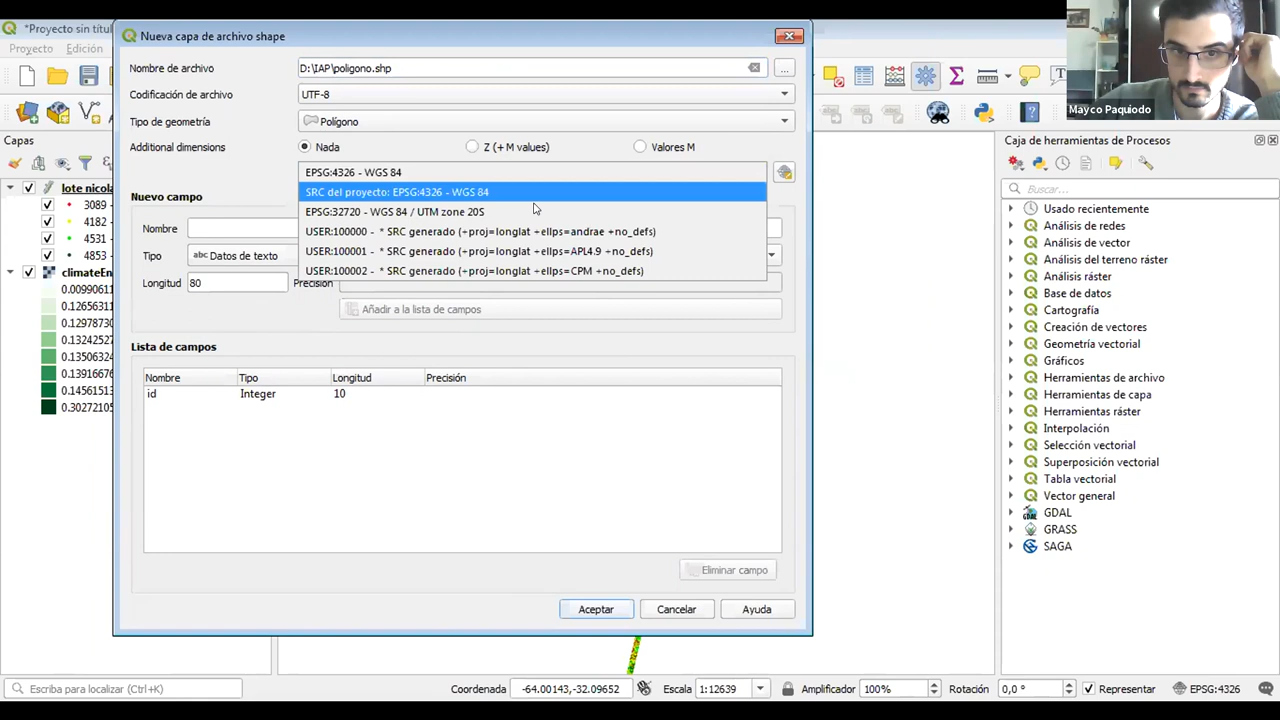 *Proyecto sin títul
Nueva capa de archivo shape
Proyecto Edición
Nombre de archivo D:\IAP\poligono.shp ...
Codificación de archivo UTF-8
Tipo de geometría Polígono
Additional dimensions Nada Z (+ M values) Valores M
EPSG:4326 - WGS 84
SRC del proyecto: EPSG:4326 - WGS 84
EPSG:32720 - WGS 84 / UTM zone 20S
USER:100000 - * SRC generado (+proj=longlat +ellps=andrae +no_defs)
USER:100001 - * SRC generado (+proj=longlat +ellps=APL4.9 +no_defs)
USER:100002 - * SRC generado (+proj=longlat +ellps=CPM +no_defs)
Nuevo campo
Nombre
Tipo abc Datos de texto
Longitud 80 Precisión
Añadir a la lista de campos
Lista de campos
Nombre Tipo Longitud Precisión
id Integer 10
Eliminar campo
Aceptar Cancelar Ayuda
Capas
lote nicola
3089
4182
4531
4853
climateEn
0.0099061
0.1265631
0.1297873
0.1324252
0.1350632
0.1391667
0.1456151
0.3027210
Mayco Paquiodo
Caja de herramientas de Procesos
Buscar...
Usado recientemente
Análisis de redes
Análisis de vector
Análisis del terreno ráster
Análisis ráster
Base de datos
Cartografía
Creación de vectores
Geometría vectorial
Gráficos
Herramientas de archivo
Herramientas de capa
Herramientas ráster
Interpolación
Selección vectorial
Superposición vectorial
Tabla vectorial
Vector general
GDAL
GRASS
SAGA
Escriba para localizar (Ctrl+K) Coordenada -64.00143,-32.09652 Escala 1:12639 Amplificador 100% Rotación 0,0 ° Representar EPSG:4326